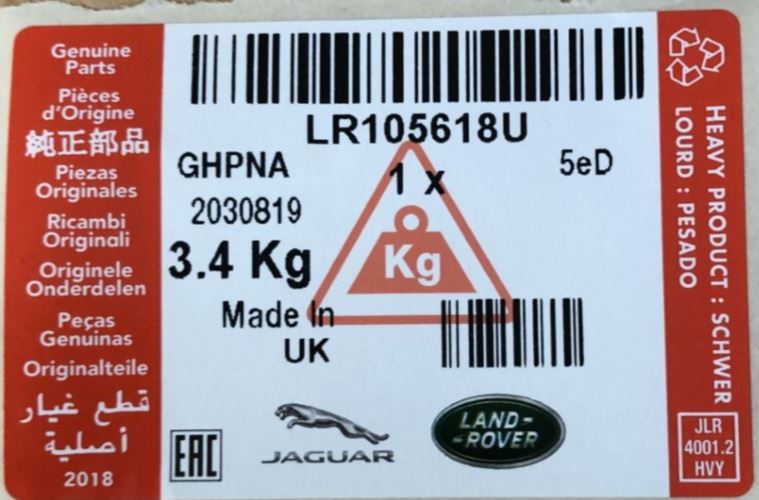 Genuine
Parts
Pièces
d'Origine
純正部品
Piezas
Originales
Ricambi
Originali
Originele
Onderdelen
Peças
Genuinas
Originalteile
قطع غيار
أصلية
2018
LR105618U
GHPNA
1 x
5eD
2030819
3.4 Kg
Kg
Made In
UK
EAC
JAGUAR
LAND-
-ROVER
HEAVY PRODUCT : SCHWER
LOURD : PESADO
JLR
4001.2
HVY